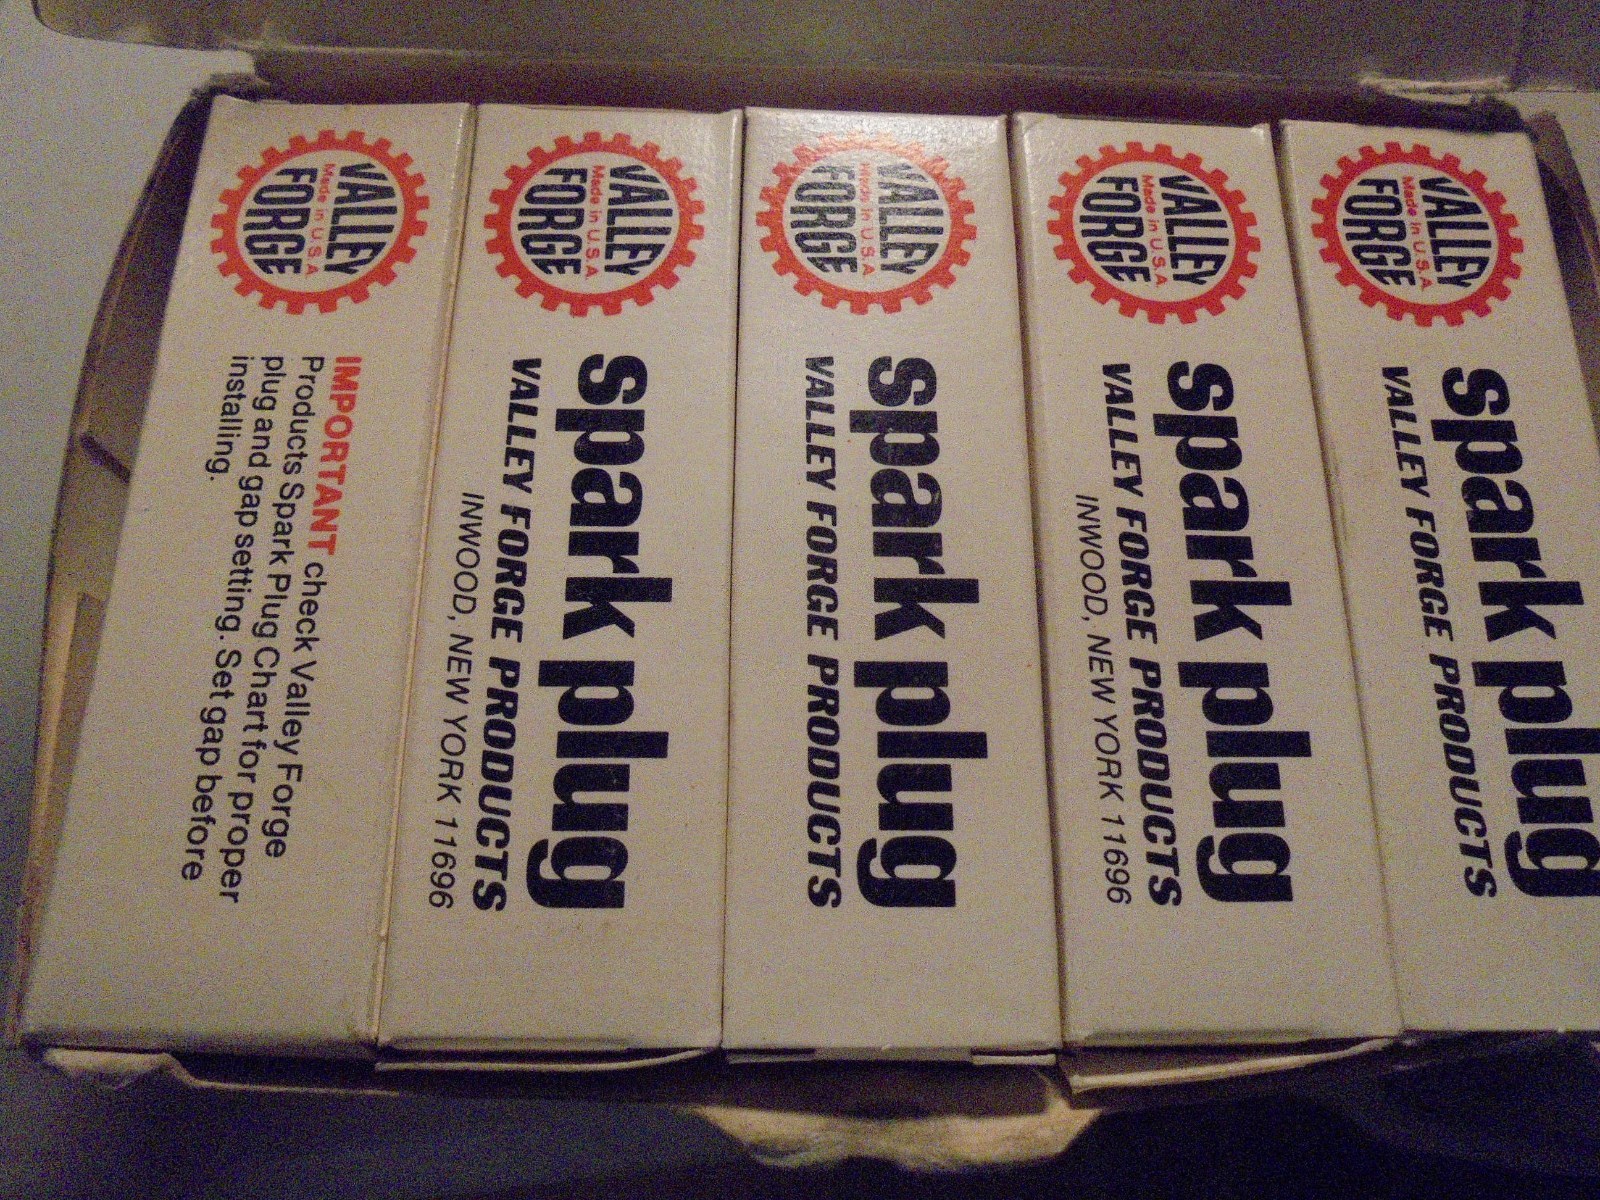 VALLEY
Made in U.S.A
FORGE
IMPORTANT check Valley Forge
Products Spark Plug Chart for proper
plug and gap setting. Set gap before
installing.
VALLEY
Made in U.S.A
FORGE
spark plug
VALLEY FORGE PRODUCTS
INWOOD, NEW YORK 11696
VALLEY
Made in U.S.A
FORGE
spark plug
VALLEY FORGE PRODUCTS
VALLEY
Made in U.S.A
FORGE
spark plug
VALLEY FORGE PRODUCTS
INWOOD, NEW YORK 11696
VALLEY
Made in U.S.A
FORGE
spark plug
VALLEY FORGE PRODUCTS